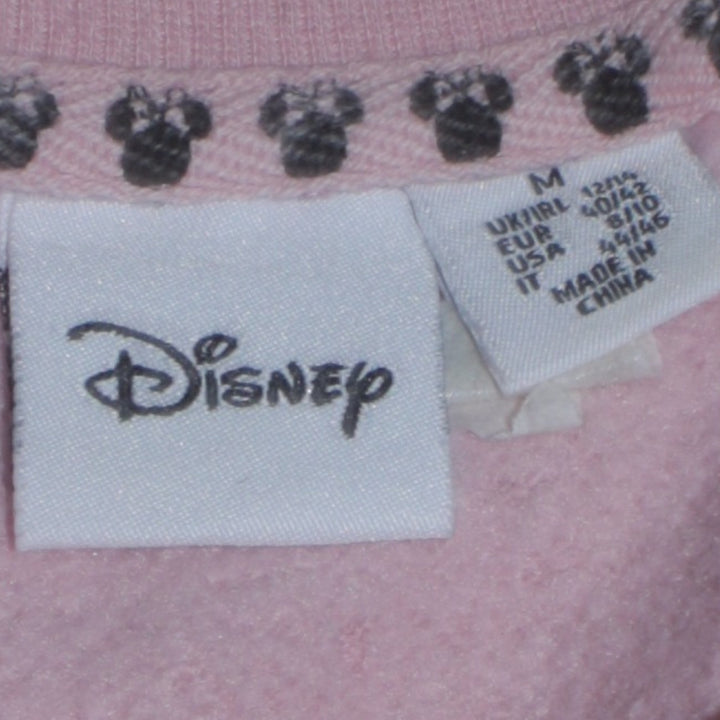 Disney
M
UK/IRL 12/14
EUR 40/42
USA 8/10
IT 44/46
MADE IN
CHINA